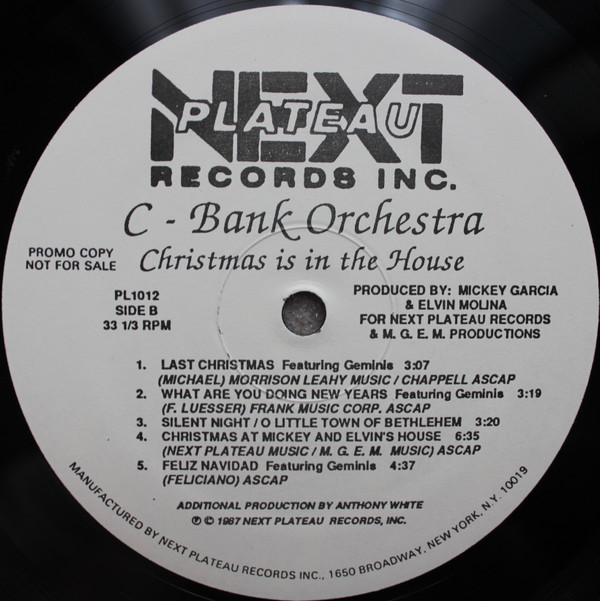 NEXT
PLATEAU
RECORDS INC.
C - Bank Orchestra
Christmas is in the House
PROMO COPY
NOT FOR SALE
PL1012
SIDE B
33 1/3 RPM
PRODUCED BY: MICKEY GARCIA
& ELVIN MOLINA
FOR NEXT PLATEAU RECORDS
& M. G. E. M. PRODUCTIONS
1. LAST CHRISTMAS Featuring Geminis 3:07
(MICHAEL) MORRISON LEAHY MUSIC / CHAPPELL ASCAP
2. WHAT ARE YOU DOING NEW YEARS Featuring Geminis 3:19
(F. LUESSER) FRANK MUSIC CORP. ASCAP
3. SILENT NIGHT / O LITTLE TOWN OF BETHLEHEM 3:20
4. CHRISTMAS AT MICKEY AND ELVIN'S HOUSE 6:35
(NEXT PLATEAU MUSIC / M. G. E. M. MUSIC) ASCAP
5. FELIZ NAVIDAD Featuring Geminis 4:37
(FELICIANO) ASCAP
ADDITIONAL PRODUCTION BY ANTHONY WHITE
℗ © 1987 NEXT PLATEAU RECORDS, INC.
MANUFACTURED BY NEXT PLATEAU RECORDS INC., 1650 BROADWAY, NEW YORK, N.Y. 10019